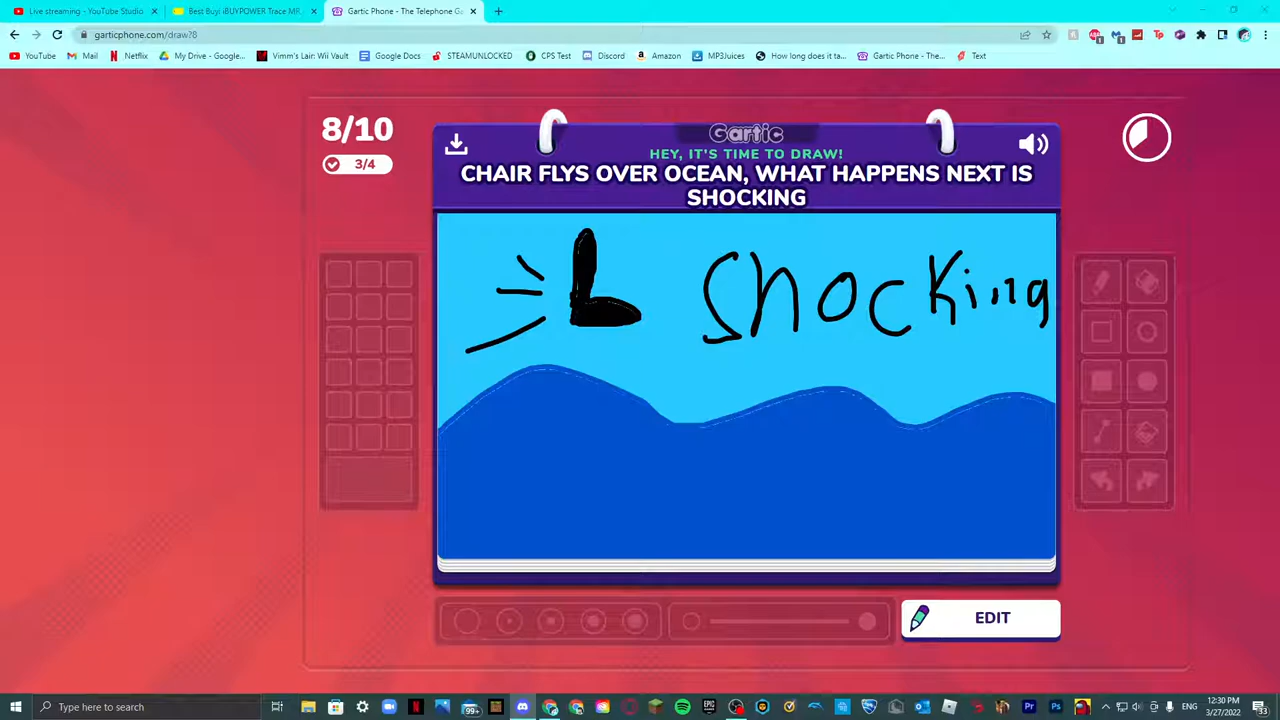 Live streaming - YouTube Studio
Best Buy! iBUYPOWER Trace MR
Gartic Phone - The Telephone Ga
garticphone.com/draw?8
YouTube
Mail
Netflix
My Drive - Google...
Vimm's Lair: Wii Vault
Google Docs
STEAMUNLOCKED
CPS Test
Discord
Amazon
MP3Juices
How long does it ta...
Gartic Phone - The...
Text
8/10
3/4
Gartic
HEY, IT'S TIME TO DRAW!
CHAIR FLYS OVER OCEAN, WHAT HAPPENS NEXT IS
SHOCKING
Shocking
EDIT
Type here to search
99+
12:30 PM
3/27/2022